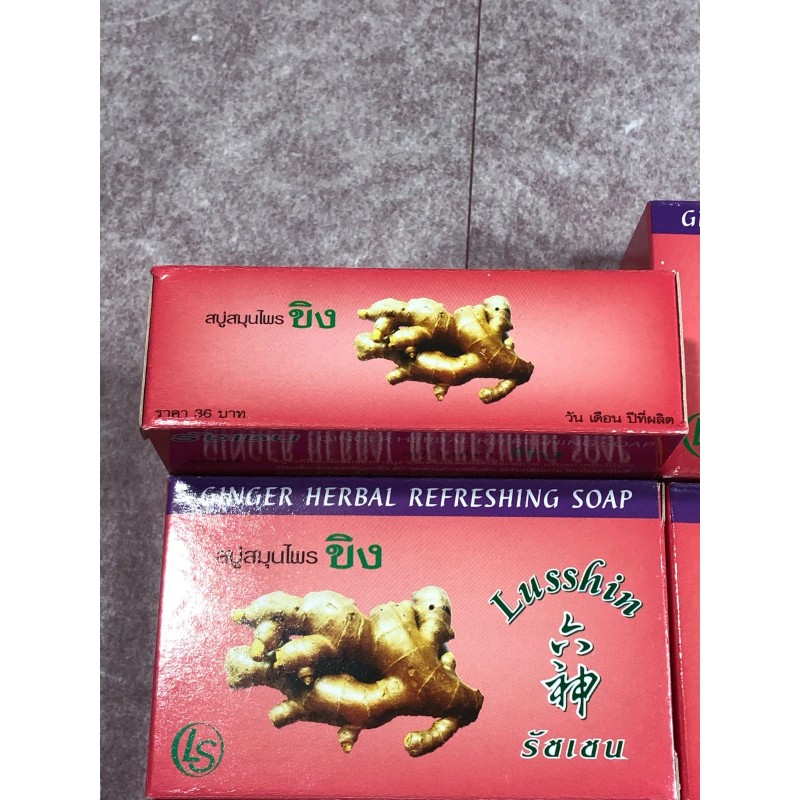 สบู่สมุนไพร ขิง
ราคา 36 บาท
วัน เดือน ปีที่ผลิต
GINGER HERBAL REFRESHING SOAP
สบู่สมุนไพร ขิง
Lusshin
六神
รัชเชน
LS